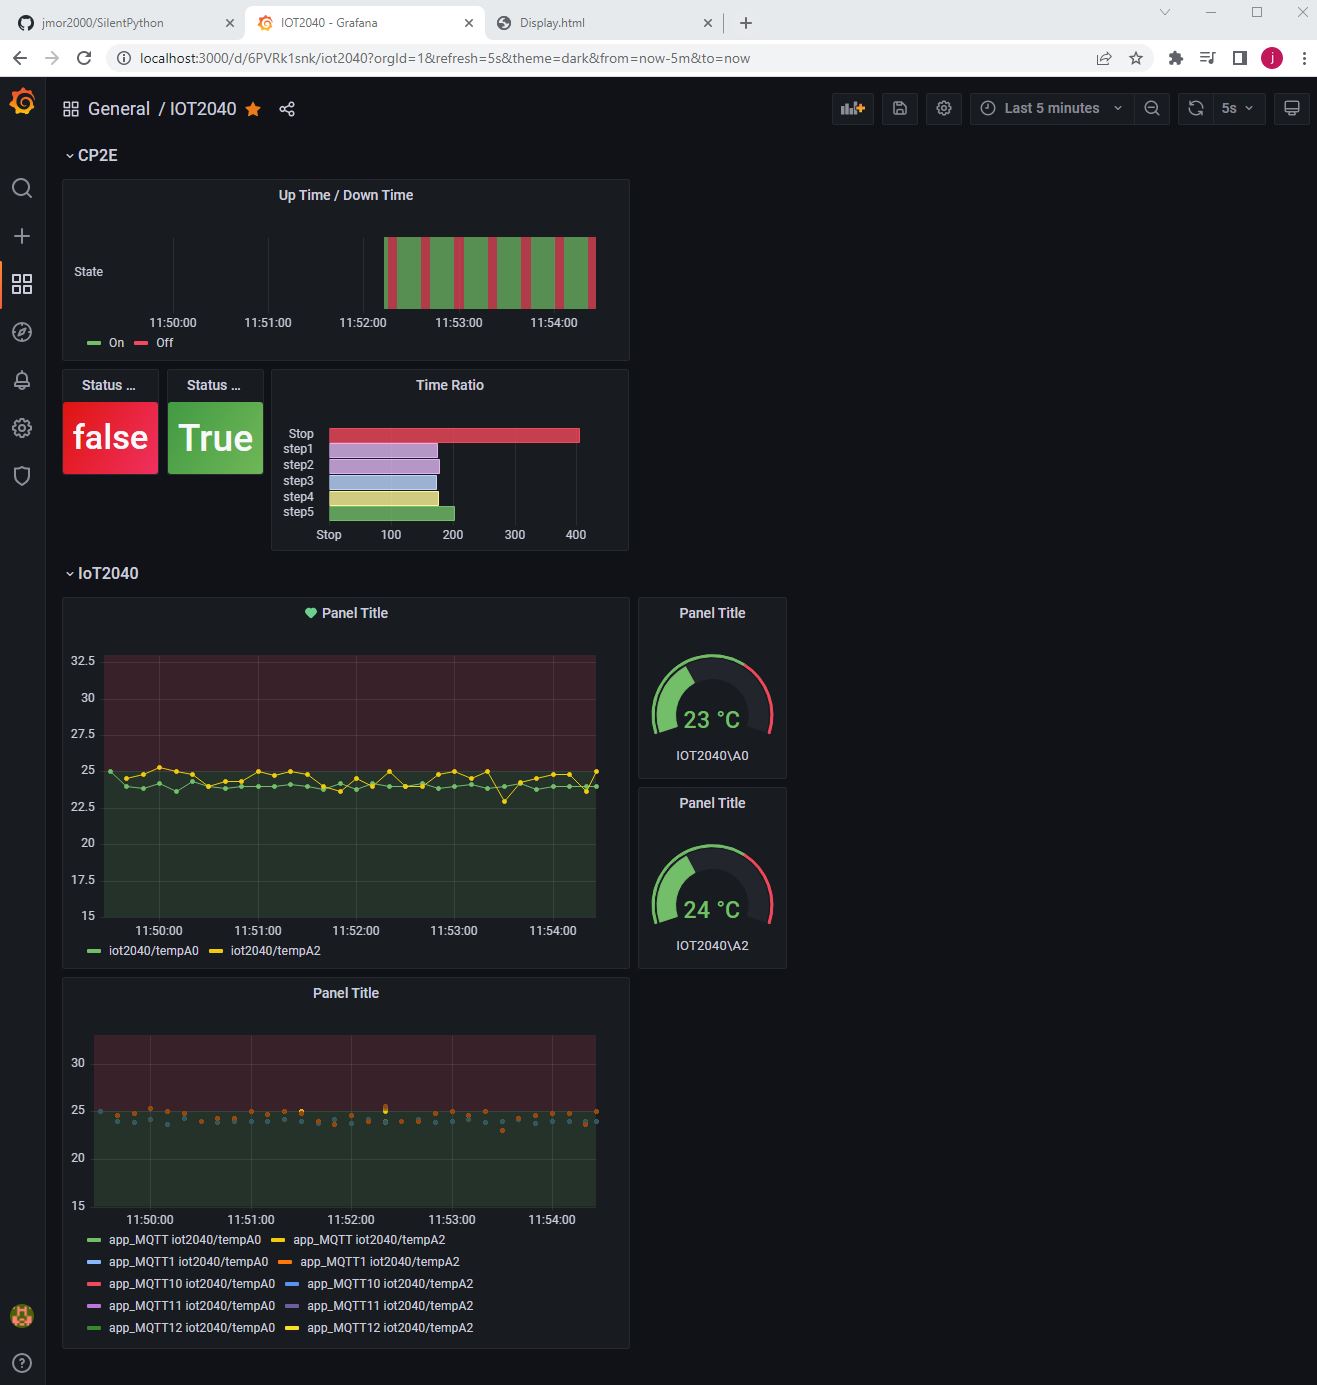 jmor2000/SilentPython
IOT2040 - Grafana
Display.html
localhost:3000/d/6PVRk1snk/iot2040?orgId=1&refresh=5s&theme=dark&from=now-5m&to=now
j
General / IOT2040
Last 5 minutes
5s
CP2E
Up Time / Down Time
State
11:50:00 11:51:00 11:52:00 11:53:00 11:54:00
On Off
Status ...
false
Status ...
True
Time Ratio
Stop
step1
step2
step3
step4
step5
Stop 100 200 300 400
IoT2040
Panel Title
32.5
30
27.5
25
22.5
20
17.5
15
11:50:00 11:51:00 11:52:00 11:53:00 11:54:00
iot2040/tempA0 iot2040/tempA2
Panel Title
23 °C
IOT2040\A0
Panel Title
24 °C
IOT2040\A2
Panel Title
30
25
20
15
11:50:00 11:51:00 11:52:00 11:53:00 11:54:00
app_MQTT iot2040/tempA0 app_MQTT iot2040/tempA2
app_MQTT1 iot2040/tempA0 app_MQTT1 iot2040/tempA2
app_MQTT10 iot2040/tempA0 app_MQTT10 iot2040/tempA2
app_MQTT11 iot2040/tempA0 app_MQTT11 iot2040/tempA2
app_MQTT12 iot2040/tempA0 app_MQTT12 iot2040/tempA2